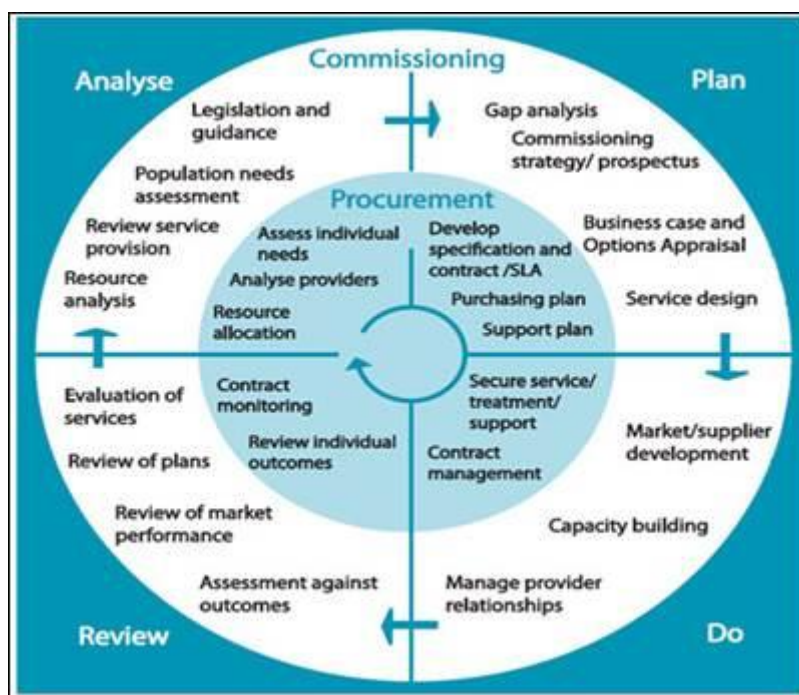 Commissioning
Analyse
Plan
Legislation and
guidance
Population needs
assessment
Review service
provision
Resource
analysis
Gap analysis
Commissioning
strategy/ prospectus
Business case and
Options Appraisal
Service design
Procurement
Assess individual
needs
Analyse providers
Resource
allocation
Develop
specification and
contract /SLA
Purchasing plan
Support plan
Contract
monitoring
Review individual
outcomes
Secure service/
treatment/
support
Contract
management
Evaluation of
services
Review of plans
Review of market
performance
Assessment against
outcomes
Market/supplier
development
Capacity building
Manage provider
relationships
Review
Do